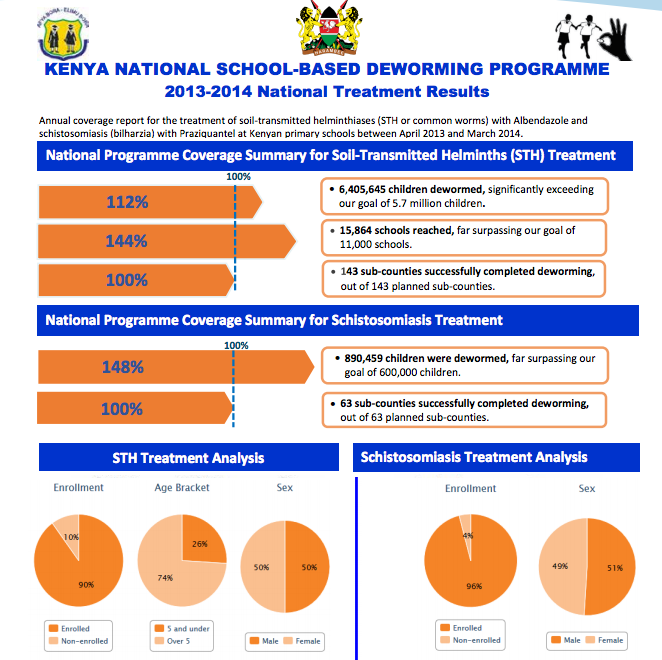 KENYA NATIONAL SCHOOL-BASED DEWORMING PROGRAMME
2013-2014 National Treatment Results
Annual coverage report for the treatment of soil-transmitted helminthiases (STH or common worms) with Albendazole and
schistosomiasis (bilharzia) with Praziquantel at Kenyan primary schools between April 2013 and March 2014.
National Programme Coverage Summary for Soil-Transmitted Helminths (STH) Treatment
100%
112%
• 6,405,645 children dewormed, significantly exceeding
our goal of 5.7 million children.
144%
• 15,864 schools reached, far surpassing our goal of
11,000 schools.
100%
• 143 sub-counties successfully completed deworming,
out of 143 planned sub-counties.
National Programme Coverage Summary for Schistosomiasis Treatment
100%
148%
• 890,459 children were dewormed, far surpassing our
goal of 600,000 children.
100%
• 63 sub-counties successfully completed deworming,
out of 63 planned sub-counties.
STH Treatment Analysis
Enrollment
10%
90%
Enrolled
Non-enrolled
Age Bracket
26%
74%
5 and under
Over 5
Sex
50%
50%
Male
Female
Schistosomiasis Treatment Analysis
Enrollment
4%
96%
Enrolled
Non-enrolled
Sex
49%
51%
Male
Female